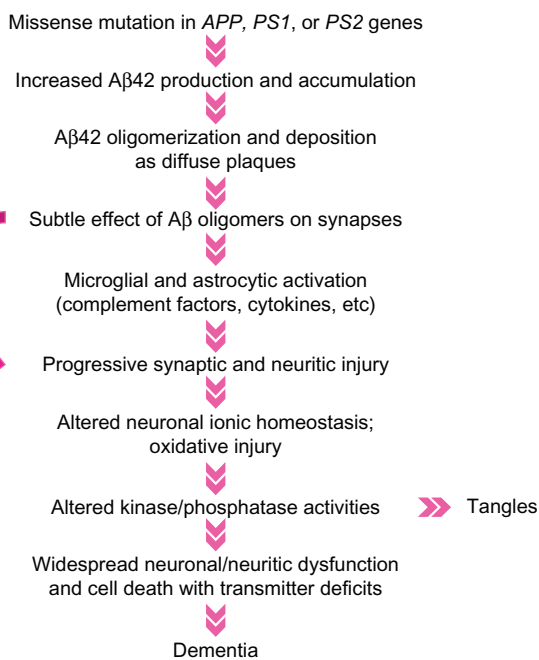 Missense mutation in APP, PS1, or PS2 genes
Increased Aβ42 production and accumulation
Aβ42 oligomerization and deposition
as diffuse plaques
Subtle effect of Aβ oligomers on synapses
Microglial and astrocytic activation
(complement factors, cytokines, etc)
Progressive synaptic and neuritic injury
Altered neuronal ionic homeostasis;
oxidative injury
Altered kinase/phosphatase activities
Tangles
Widespread neuronal/neuritic dysfunction
and cell death with transmitter deficits
Dementia